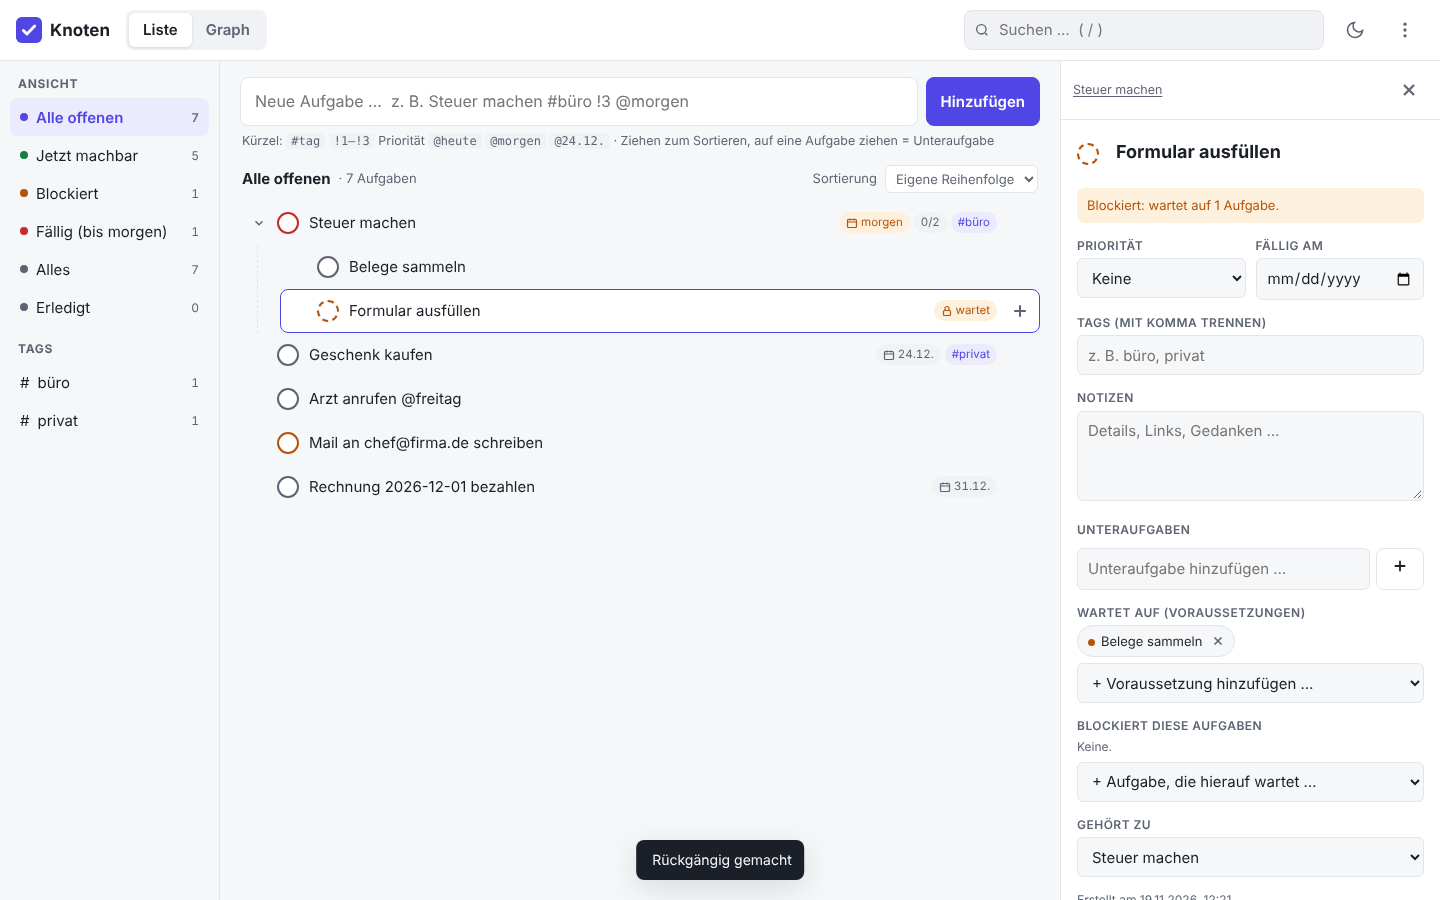 Knoten
Liste
Graph
Suchen … ( / )
ANSICHT
Alle offenen 7
Jetzt machbar 5
Blockiert 1
Fällig (bis morgen) 1
Alles 7
Erledigt 0
TAGS
# büro 1
# privat 1
Neue Aufgabe … z. B. Steuer machen #büro !3 @morgen
Hinzufügen
Kürzel: #tag !1–!3 Priorität @heute @morgen @24.12. · Ziehen zum Sortieren, auf eine Aufgabe ziehen = Unteraufgabe
Alle offenen · 7 Aufgaben
Sortierung Eigene Reihenfolge
Steuer machen morgen 0/2 #büro
Belege sammeln
Formular ausfüllen wartet +
Geschenk kaufen 24.12. #privat
Arzt anrufen @freitag
Mail an chef@firma.de schreiben
Rechnung 2026-12-01 bezahlen 31.12.
Rückgängig gemacht
Steuer machen
Formular ausfüllen
Blockiert: wartet auf 1 Aufgabe.
PRIORITÄT
Keine
FÄLLIG AM
mm/dd/yyyy
TAGS (MIT KOMMA TRENNEN)
z. B. büro, privat
NOTIZEN
Details, Links, Gedanken …
UNTERAUFGABEN
Unteraufgabe hinzufügen … +
WARTET AUF (VORAUSSETZUNGEN)
Belege sammeln ×
+ Voraussetzung hinzufügen …
BLOCKIERT DIESE AUFGABEN
Keine.
+ Aufgabe, die hierauf wartet …
GEHÖRT ZU
Steuer machen
Erstellt am 19.11.2026, 12:21